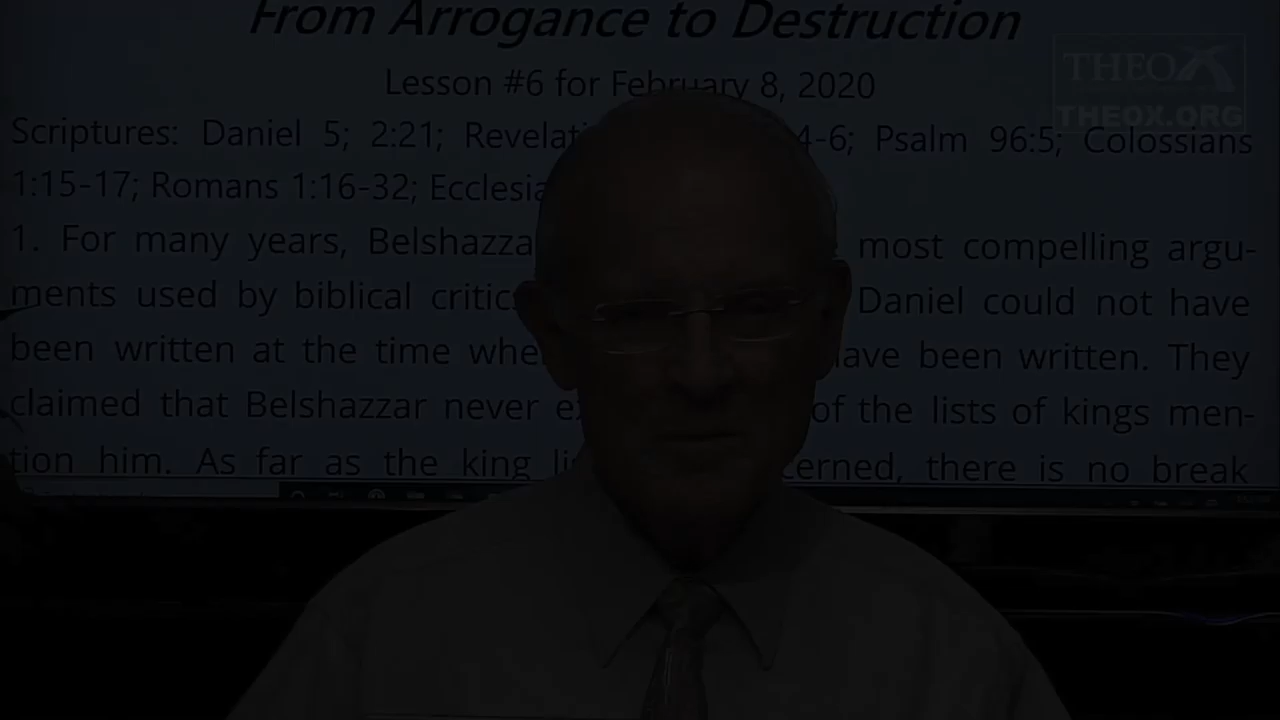 From Arrogance to Destruction
Lesson #6 for February 8, 2020
THEOX
THEOX.ORG
Scriptures: Daniel 5; 2:21; Revelati 4-6; Psalm 96:5; Colossians
1:15-17; Romans 1:16-32; Ecclesia
1. For many years, Belshazza most compelling argu-
ments used by biblical critic Daniel could not have
been written at the time whe have been written. They
claimed that Belshazzar never e of the lists of kings men-
tion him. As far as the king li cerned, there is no break